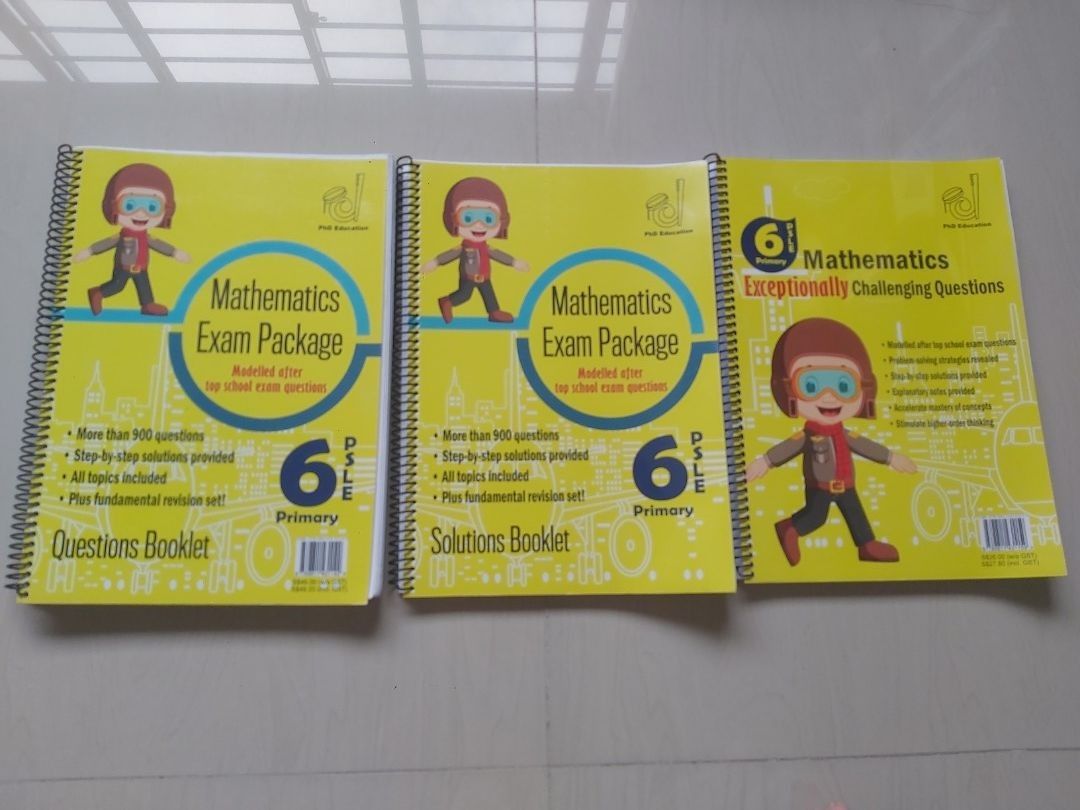 PhD Education
Mathematics
Exam Package
Modelled after
top school exam questions
• More than 900 questions
• Step-by-step solutions provided
• All topics included
• Plus fundamental revision set!
6
PSLE
Primary
Questions Booklet
PhD Education
Mathematics
Exam Package
Modelled after
top school exam questions
• More than 900 questions
• Step-by-step solutions provided
• All topics included
• Plus fundamental revision set!
6
PSLE
Primary
Solutions Booklet
PhD Education
6
PSLE
Primary
Mathematics
Exceptionally Challenging Questions
• Modelled after top school exam questions
• Problem-solving strategies revealed
• Step-by-step solutions provided
• Explanatory notes provided
• Accelerate mastery of concepts
• Stimulate higher-order thinking